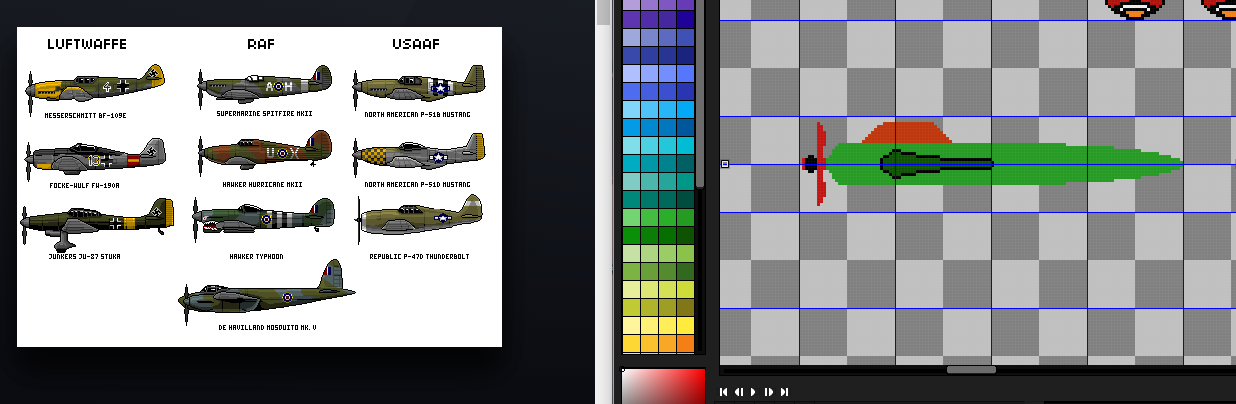 LUFTWAFFE
RAF
USAAF
4
A H
MESSERSCHMITT BF-109E
SUPERMARINE SPITFIRE MKII
NORTH AMERICAN P-51B MUSTANG
U X
FOCKE-WULF FW-190A
HAWKER HURRICANE MKII
NORTH AMERICAN P-51D MUSTANG
JUNKERS JU-87 STUKA
HAWKER TYPHOON
REPUBLIC P-47D THUNDERBOLT
DE HAVILLAND MOSQUITO MK. V